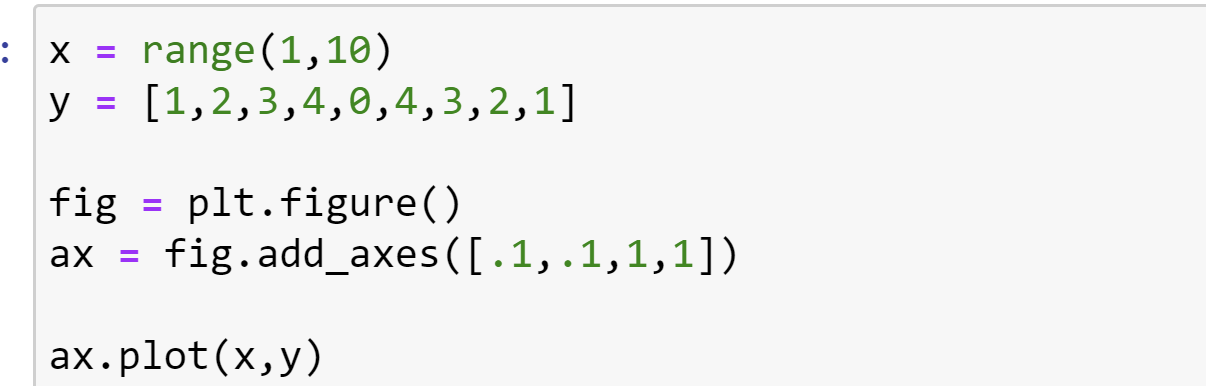 :
x = range(1,10)
y = [1,2,3,4,0,4,3,2,1]
fig = plt.figure()
ax = fig.add_axes([.1,.1,1,1])
ax.plot(x,y)